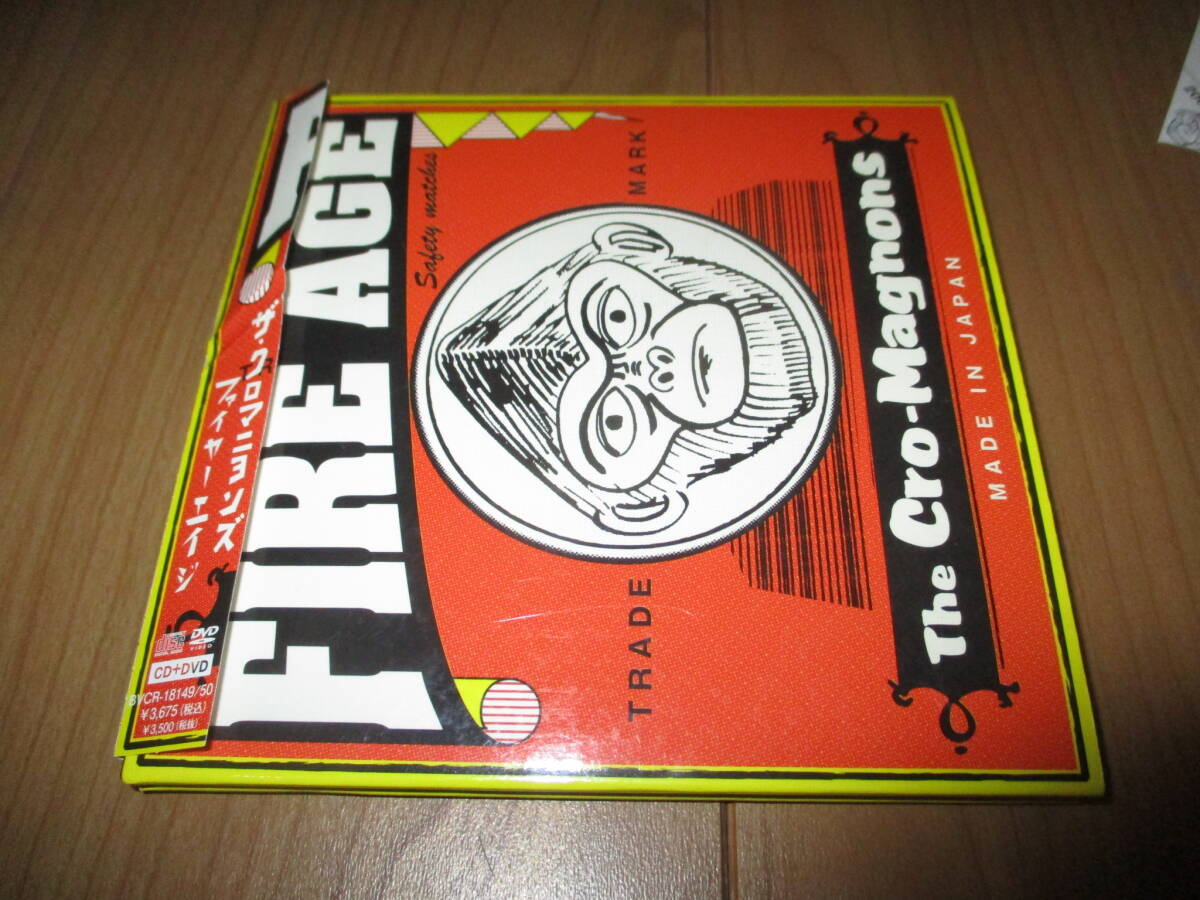 FIRE AGE
Safety matches
TRADE MARK
The Cro-Magnons
MADE IN JAPAN
ザ・クロマニヨンズ
ファイヤーエイジ
disc
DVD
VIDEO
CD+DVD
BVCR-18149/50
¥3,675(税込)
¥3,500(税抜)